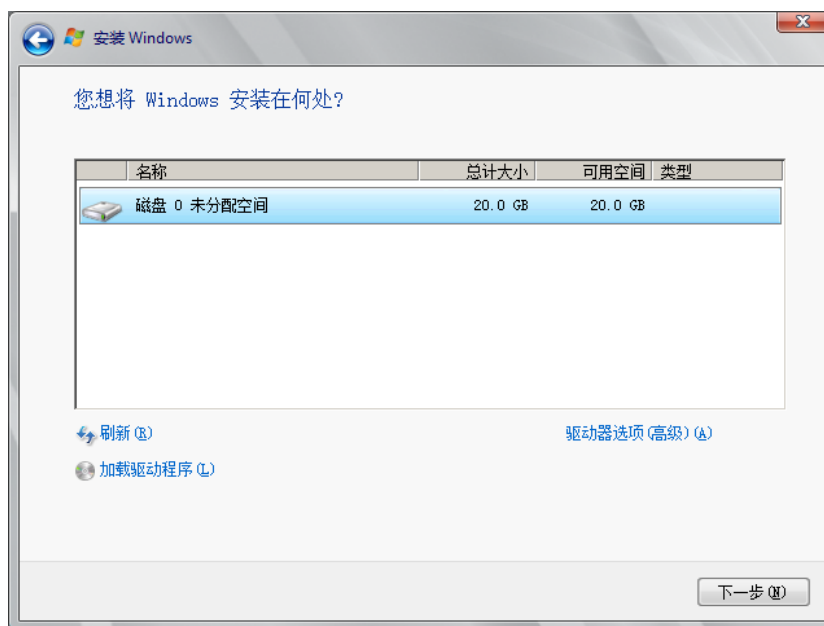 安装 Windows
您想将 Windows 安装在何处?
名称 总计大小 可用空间 类型
磁盘 0 未分配空间 20.0 GB 20.0 GB
刷新(R) 驱动器选项(高级)(A)
加载驱动程序(L)
下一步(N)